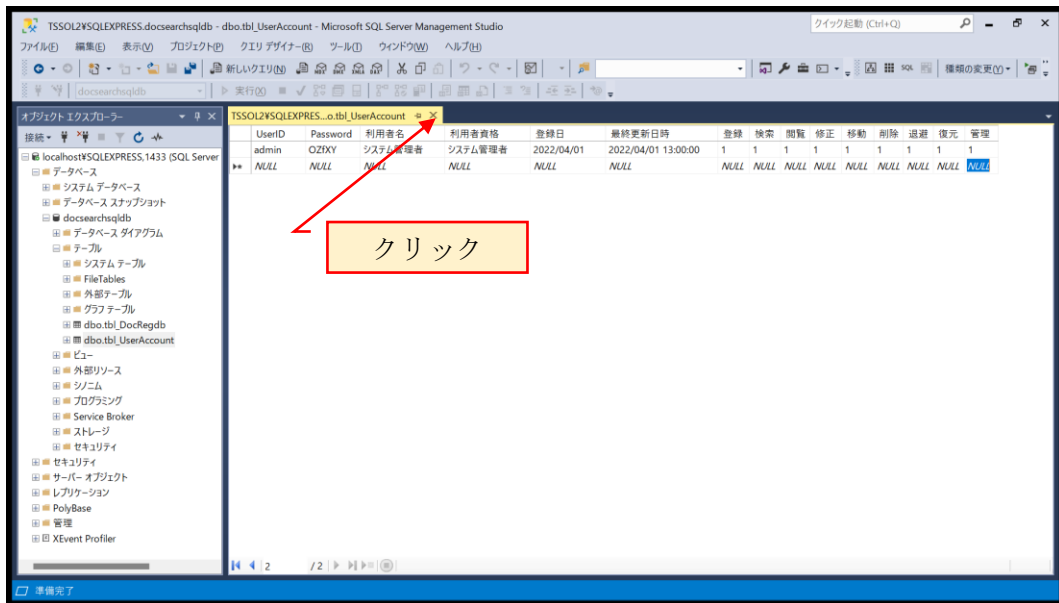 TSSOL2¥SQLEXPRESS.docsearchsqldb - dbo.tbl_UserAccount - Microsoft SQL Server Management Studio
クイック起動 (Ctrl+Q)
ファイル(F) 編集(E) 表示(V) プロジェクト(P) クエリ デザイナー(R) ツール(T) ウィンドウ(W) ヘルプ(H)
新しいクエリ(N) SQL 種類の変更(Y)
docsearchsqldb 実行(X)
オブジェクト エクスプローラー
接続
localhost¥SQLEXPRESS,1433 (SQL Server
データベース
システム データベース
データベース スナップショット
docsearchsqldb
データベース ダイアグラム
テーブル
システム テーブル
FileTables
外部テーブル
グラフ テーブル
dbo.tbl_DocRegdb
dbo.tbl_UserAccount
ビュー
外部リソース
シノニム
プログラミング
Service Broker
ストレージ
セキュリティ
セキュリティ
サーバー オブジェクト
レプリケーション
PolyBase
管理
XEvent Profiler
TSSOL2¥SQLEXPRES...o.tbl_UserAccount
UserID Password 利用者名 利用者資格 登録日 最終更新日時 登録 検索 閲覧 修正 移動 削除 退避 復元 管理
admin OZfXY システム管理者 システム管理者 2022/04/01 2022/04/01 13:00:00 1 1 1 1 1 1 1 1 1
NULL NULL NULL NULL NULL NULL NULL NULL NULL NULL NULL NULL NULL NULL NULL
クリック
2 / 2
準備完了